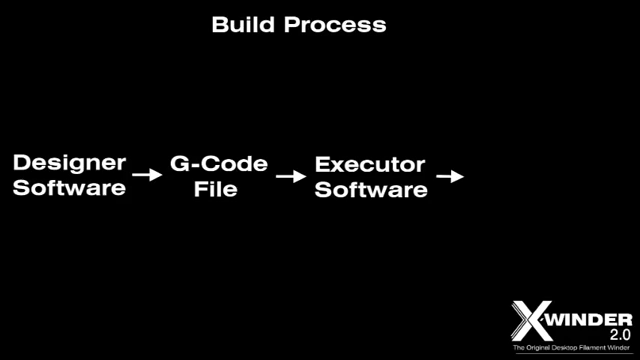 Build Process
Designer
Software
G-Code
File
Executor
Software
X-WINDER
2.0
The Original Desktop Filament Winder